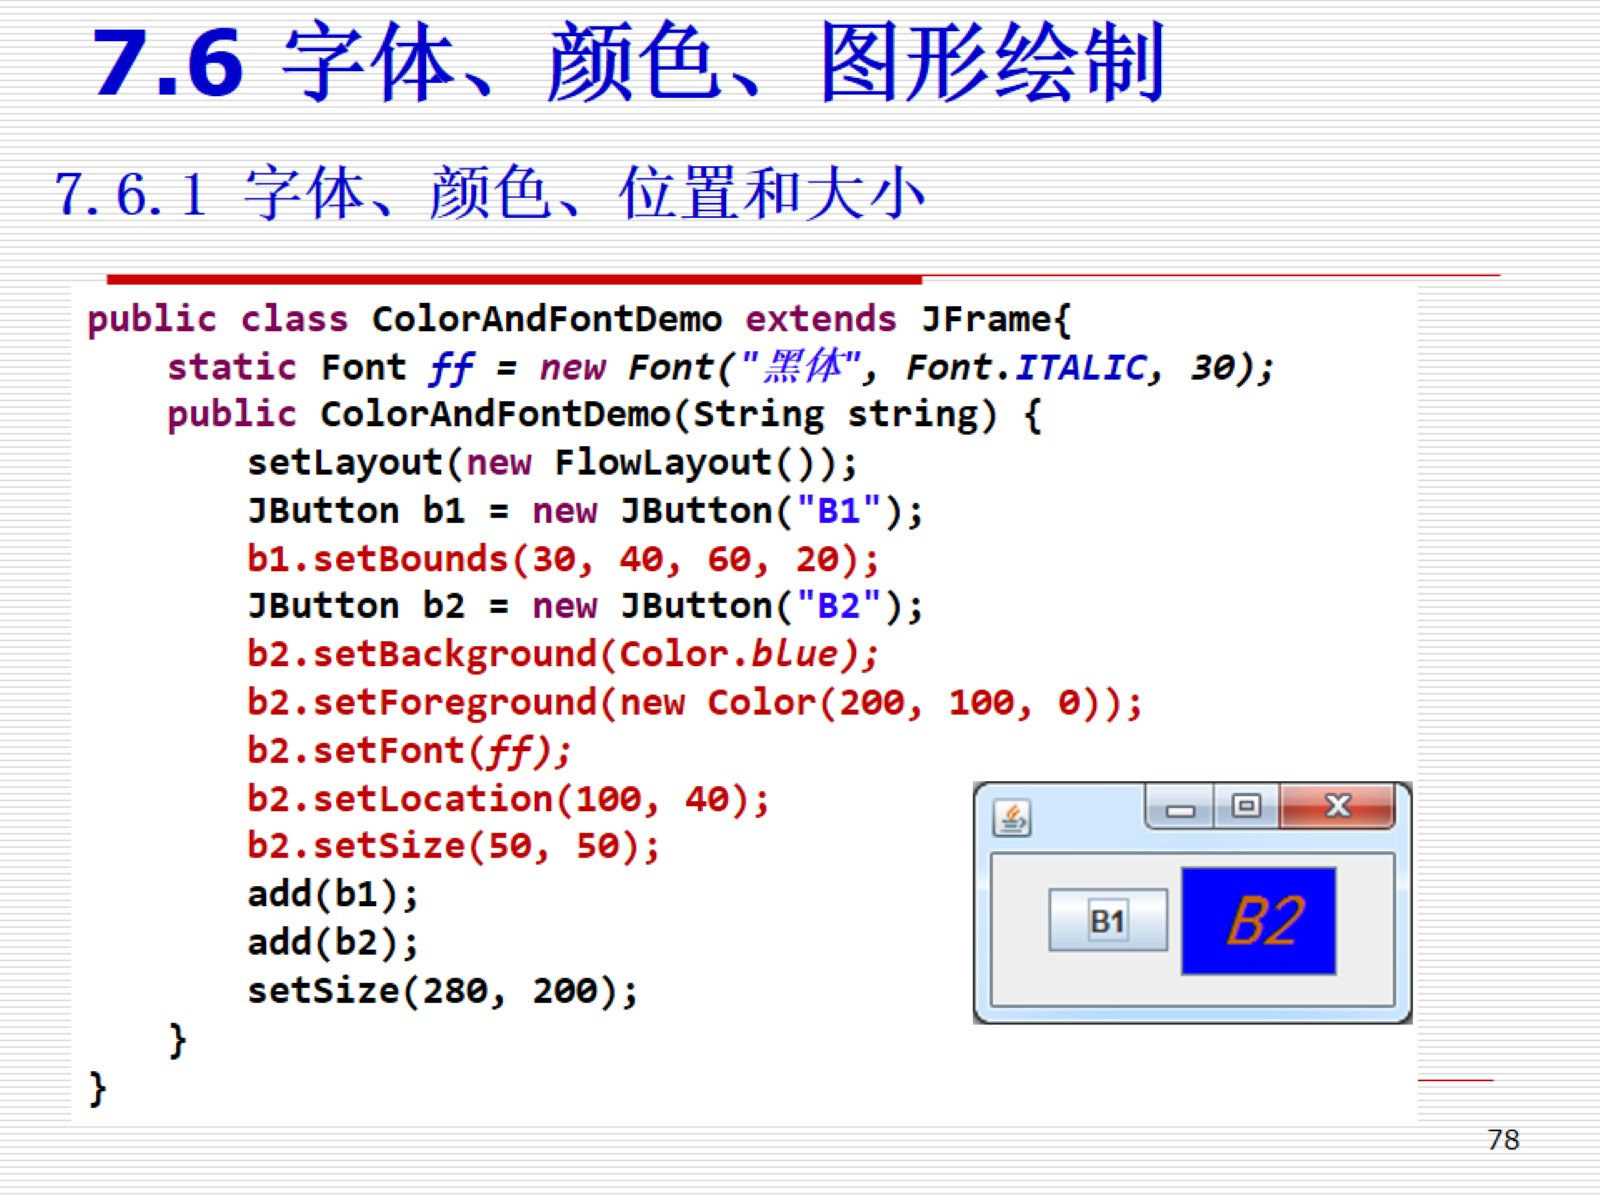 7.6 字体、颜色、图形绘制
7.6.1 字体、颜色、位置和大小
public class ColorAndFontDemo extends JFrame{
static Font ff = new Font("黑体", Font.ITALIC, 30);
public ColorAndFontDemo(String string) {
setLayout(new FlowLayout());
JButton b1 = new JButton("B1");
b1.setBounds(30, 40, 60, 20);
JButton b2 = new JButton("B2");
b2.setBackground(Color.blue);
b2.setForeground(new Color(200, 100, 0));
b2.setFont(ff);
b2.setLocation(100, 40);
b2.setSize(50, 50);
add(b1);
add(b2);
setSize(280, 200);
}
}
B1
B2
78